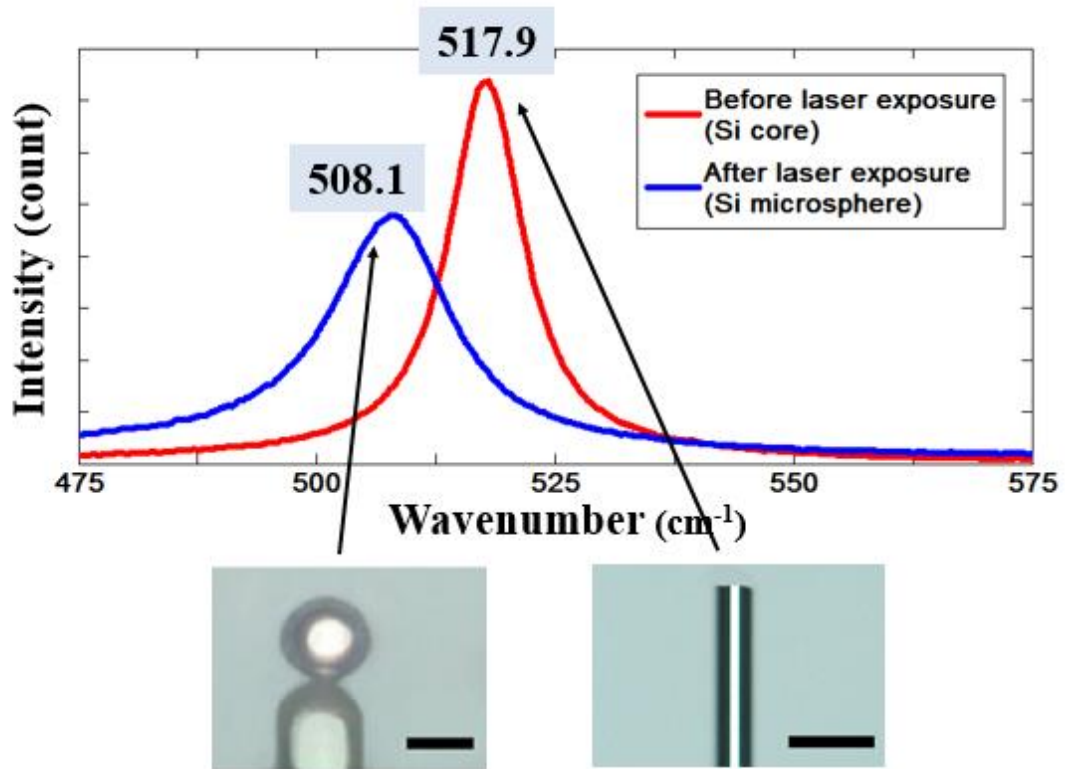 517.9
508.1
Before laser exposure
(Si core)
After laser exposure
(Si microsphere)
Intensity (count)
475
500
525
550
575
Wavenumber (cm⁻¹)